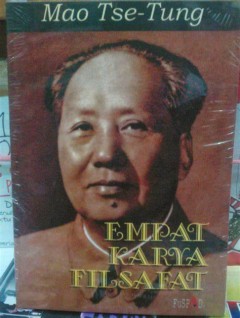 Mao Tse-Tung
EMPAT
KARYA
FILSAFAT